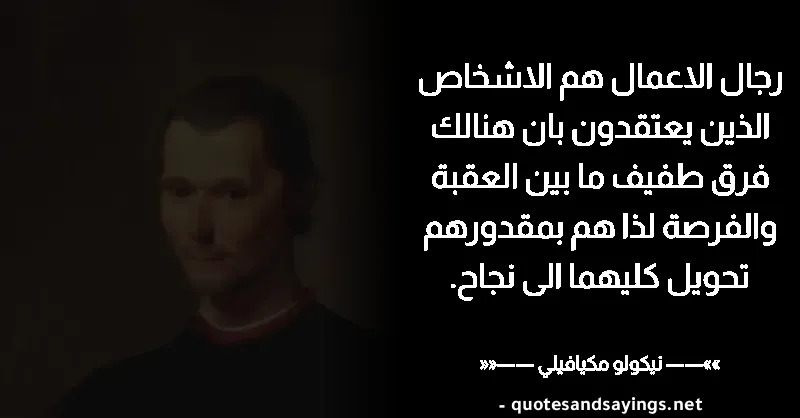 رجال الاعمال هم الاشخاص
الذين يعتقدون بان هنالك
فرق طفيف ما بين العقبة
والفرصة لذا هم بمقدورهم
تحويل كليهما الى نجاح.
»»——– نيكولو مكيافيلي ——–««
- quotesandsayings.net